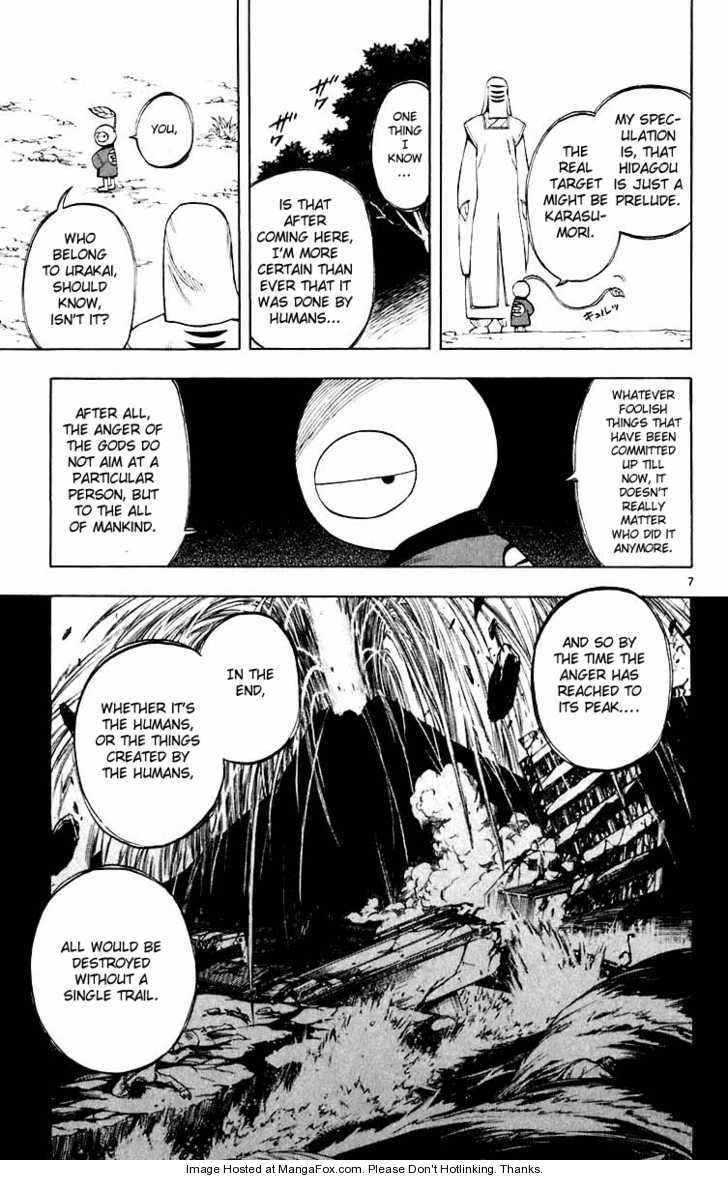 MY SPEC-
ULATION
IS, THAT
HIDAGOU
IS JUST A
PRELUDE.
THE
REAL
TARGET
MIGHT BE
KARASU-
MORI.
キュルッ
ONE
THING I
KNOW
...
IS THAT
AFTER
COMING HERE,
I'M MORE
CERTAIN THAN
EVER THAT IT
WAS DONE BY
HUMANS...
YOU,
WHO
BELONG
TO URAKAI,
SHOULD
KNOW,
ISN'T IT?
WHATEVER
FOOLISH
THINGS THAT
HAVE BEEN
COMMITTED
UP TILL
NOW, IT
DOESN'T
REALLY
MATTER
WHO DID IT
ANYMORE.
AFTER ALL,
THE ANGER OF
THE GODS DO
NOT AIM AT A
PARTICULAR
PERSON, BUT
TO THE ALL
OF MANKIND.
7
AND SO BY
THE TIME THE
ANGER HAS
REACHED TO
ITS PEAK....
IN THE
END,
WHETHER IT'S
THE HUMANS,
OR THE THINGS
CREATED BY
THE HUMANS,
ALL WOULD BE
DESTROYED
WITHOUT A
SINGLE TRAIL.
Image Hosted at MangaFox.com. Please Don't Hotlinking. Thanks.